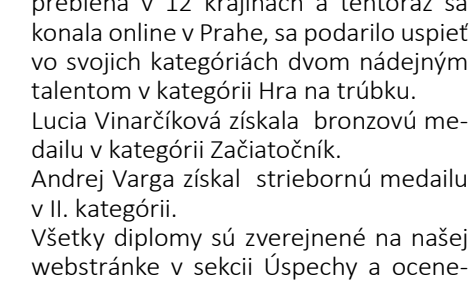 prebieha v 12 krajinách a tentoraz sa
konala online v Prahe, sa podarilo uspieť
vo svojich kategóriách dvom nádejným
talentom v kategórii Hra na trúbku.
Lucia Vinarčíková získala  bronzovú me-
dailu v kategórii Začiatočník.
Andrej Varga získal  striebornú medailu
v II. kategórii.
Všetky diplomy sú zverejnené na našej
webstránke v sekcii Úspechy a ocene-